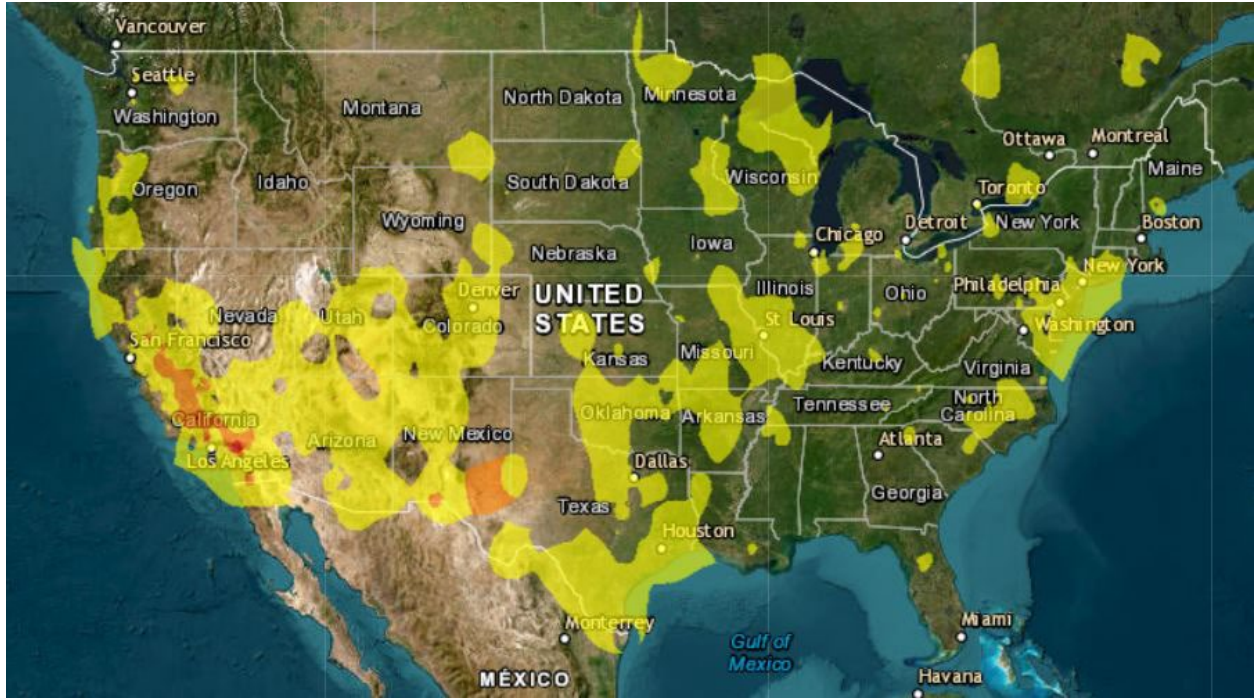 Vancouver
Seattle
Washington
Montana
North Dakota
Minnesota
Ottawa
Montreal
Maine
Oregon
Idaho
South Dakota
Wisconsin
Toronto
Wyoming
Detroit
New York
Boston
Chicago
Iowa
Nebraska
New York
Denver
UNITED
STATES
Illinois
Ohio
Philadelphia
Nevada
Utah
Colorado
St Louis
Washington
San Francisco
Kansas
Missouri
Kentucky
Virginia
California
Oklahoma
Arkansas
Tennessee
North
Carolina
Arizona
New Mexico
Atlanta
Los Angeles
Dallas
Georgia
Texas
Houston
Monterrey
Gulf of
Mexico
Miami
MÉXICO
Havana